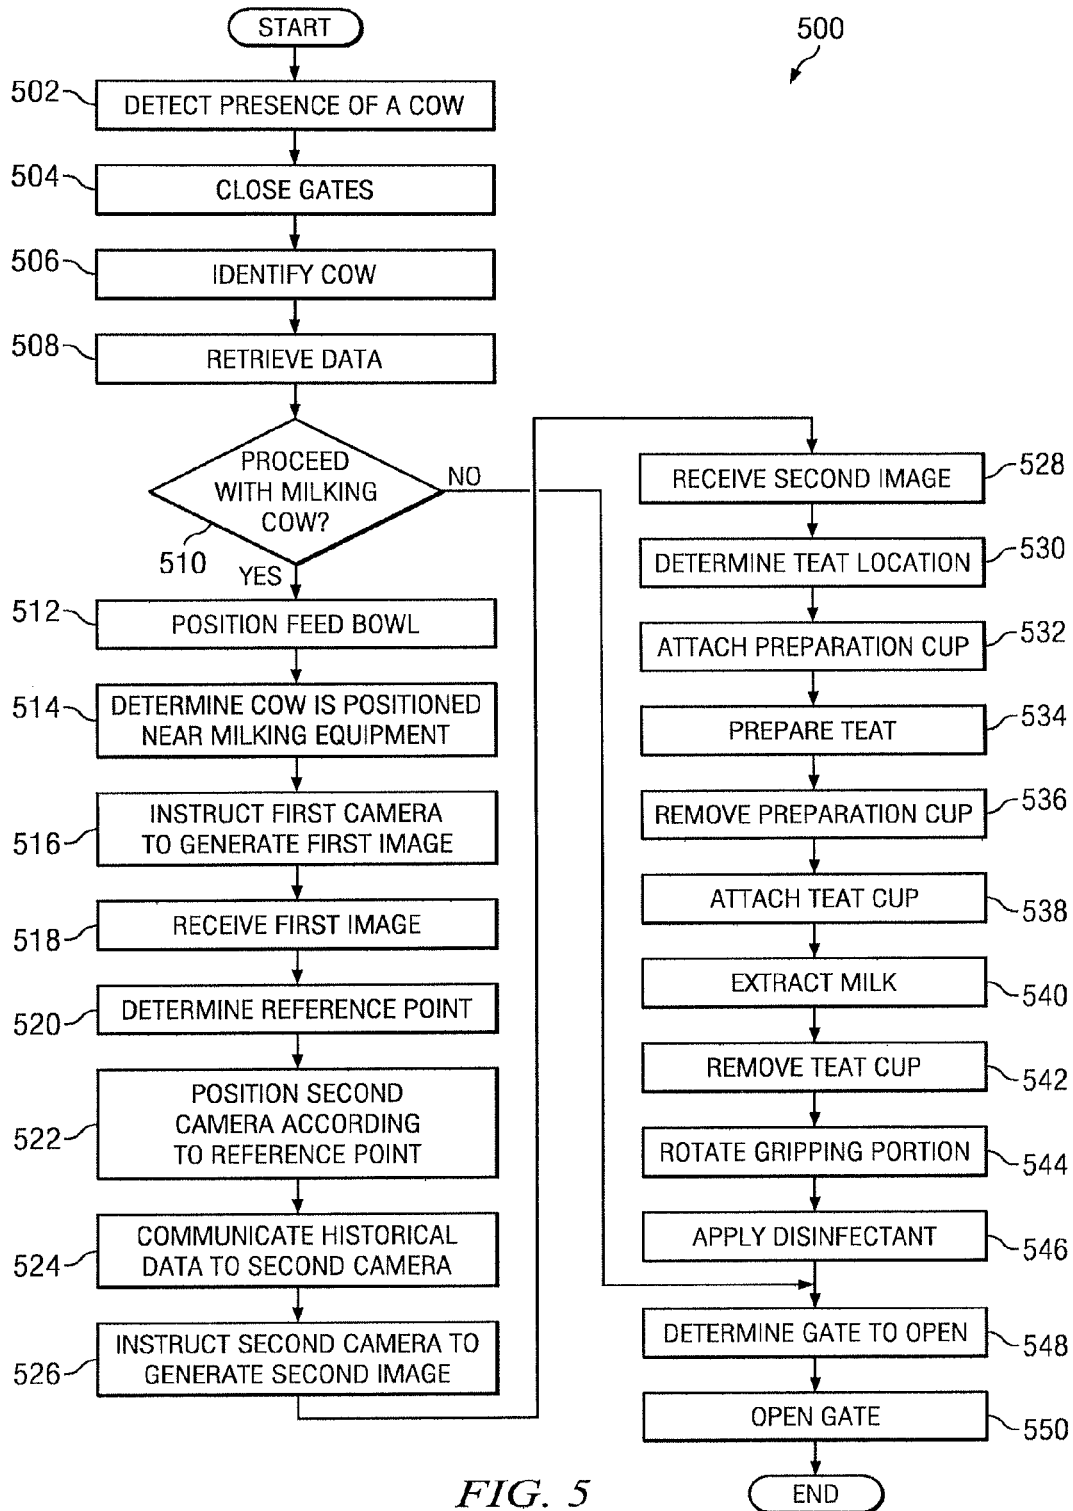 START
500
502
DETECT PRESENCE OF A COW
504
CLOSE GATES
506
IDENTIFY COW
508
RETRIEVE DATA
PROCEED
WITH MILKING
COW?
510
NO
YES
512
POSITION FEED BOWL
514
DETERMINE COW IS POSITIONED
NEAR MILKING EQUIPMENT
516
INSTRUCT FIRST CAMERA
TO GENERATE FIRST IMAGE
518
RECEIVE FIRST IMAGE
520
DETERMINE REFERENCE POINT
522
POSITION SECOND
CAMERA ACCORDING
TO REFERENCE POINT
524
COMMUNICATE HISTORICAL
DATA TO SECOND CAMERA
526
INSTRUCT SECOND CAMERA TO
GENERATE SECOND IMAGE
RECEIVE SECOND IMAGE
528
DETERMINE TEAT LOCATION
530
ATTACH PREPARATION CUP
532
PREPARE TEAT
534
REMOVE PREPARATION CUP
536
ATTACH TEAT CUP
538
EXTRACT MILK
540
REMOVE TEAT CUP
542
ROTATE GRIPPING PORTION
544
APPLY DISINFECTANT
546
DETERMINE GATE TO OPEN
548
OPEN GATE
550
END
FIG. 5